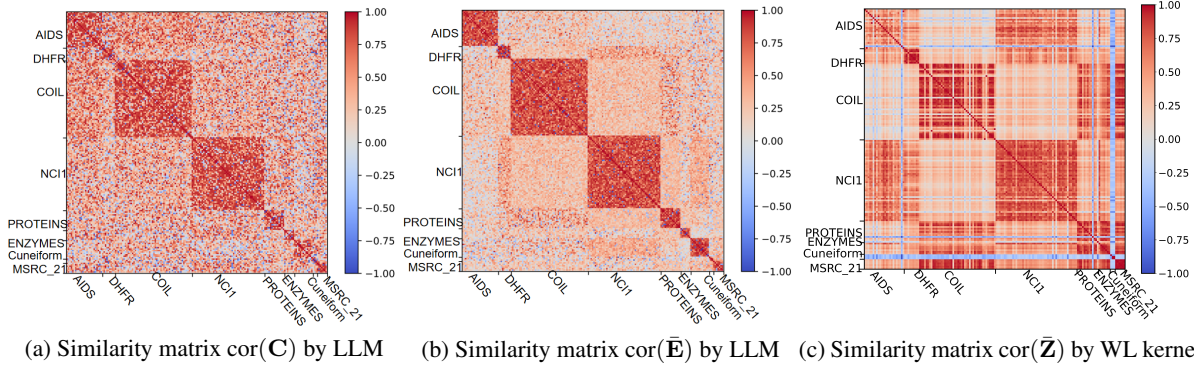 AIDS
DHFR
COIL
NCI1
PROTEINS
ENZYMES
Cuneiform
MSRC_21
AIDS
DHFR
COIL
NCI1
PROTEINS
ENZYMES
Cuneiform
MSRC_21
1.00
0.75
0.50
0.25
0.00
−0.25
−0.50
−0.75
−1.00
(a) Similarity matrix cor(C) by LLM
AIDS
DHFR
COIL
NCI1
PROTEINS
ENZYMES
Cuneiform
MSRC_21
AIDS
DHFR
COIL
NCI1
PROTEINS
ENZYMES
Cuneiform
MSRC_21
1.00
0.75
0.50
0.25
0.00
−0.25
−0.50
−0.75
−1.00
(b) Similarity matrix cor(Ē) by LLM
AIDS
DHFR
COIL
NCI1
PROTEINS
ENZYMES
Cuneiform
MSRC_21
AIDS
DHFR
COIL
NCI1
PROTEINS
ENZYMES
Cuneiform
MSRC_21
1.00
0.75
0.50
0.25
0.00
−0.25
−0.50
−0.75
−1.00
(c) Similarity matrix cor(Z̄) by WL kerne